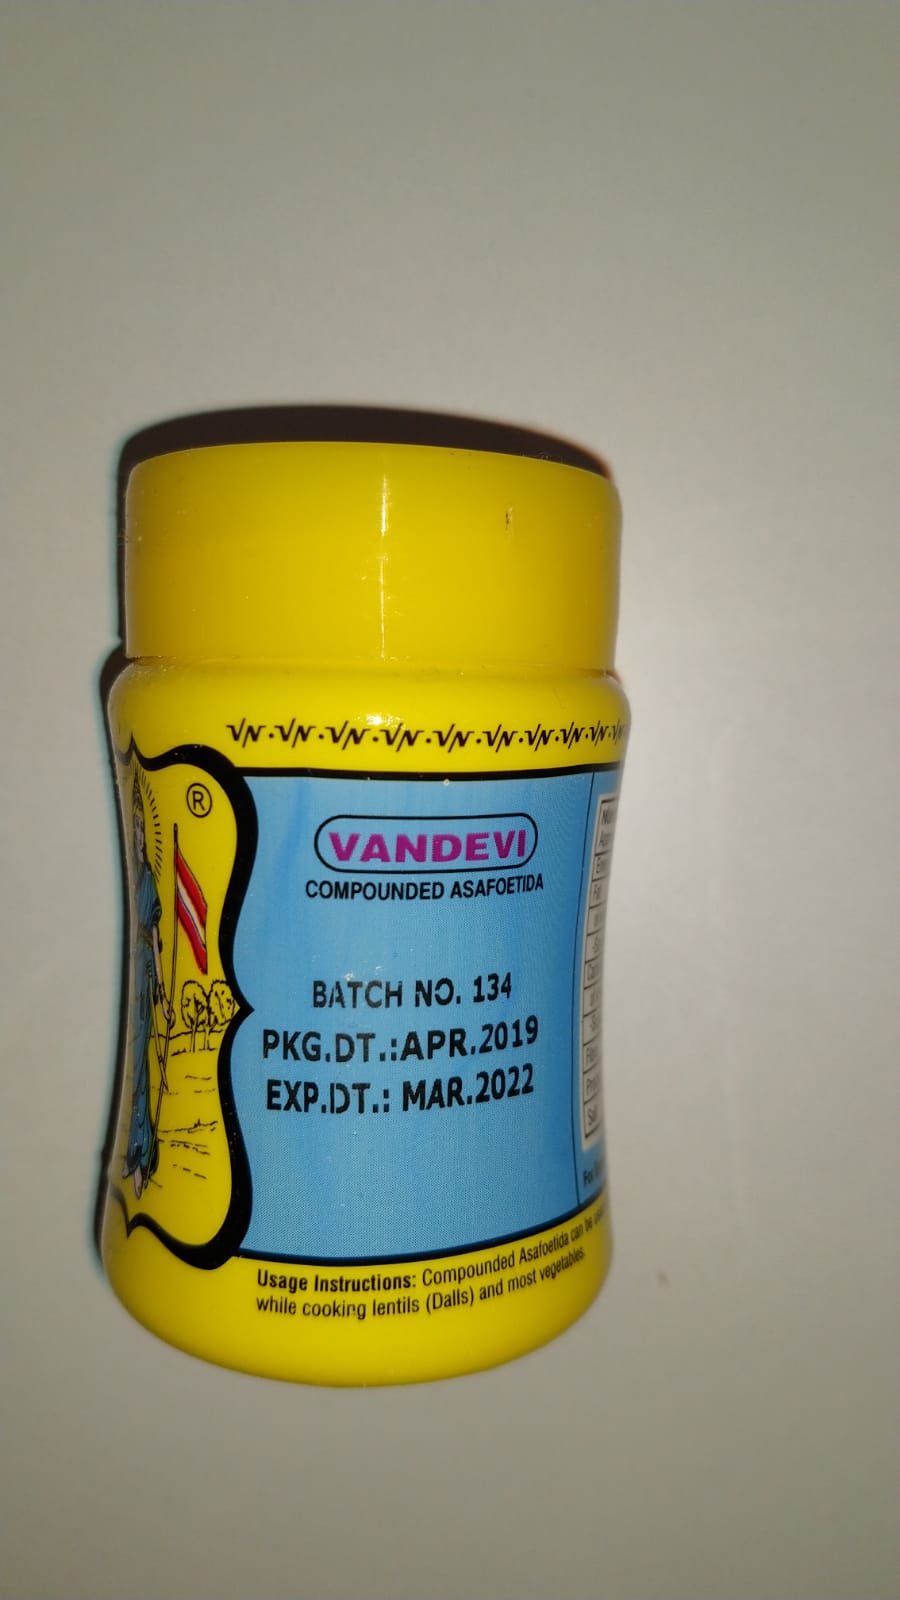 VN·VN·VN·VN·VN·VN·VN·VN·VN·VN
®
VANDEVI
COMPOUNDED ASAFOETIDA
BATCH NO. 134
PKG.DT.:APR.2019
EXP.DT.: MAR.2022
Usage Instructions: Compounded Asafoetida can be
while cooking lentils (Dalls) and most vegetables.